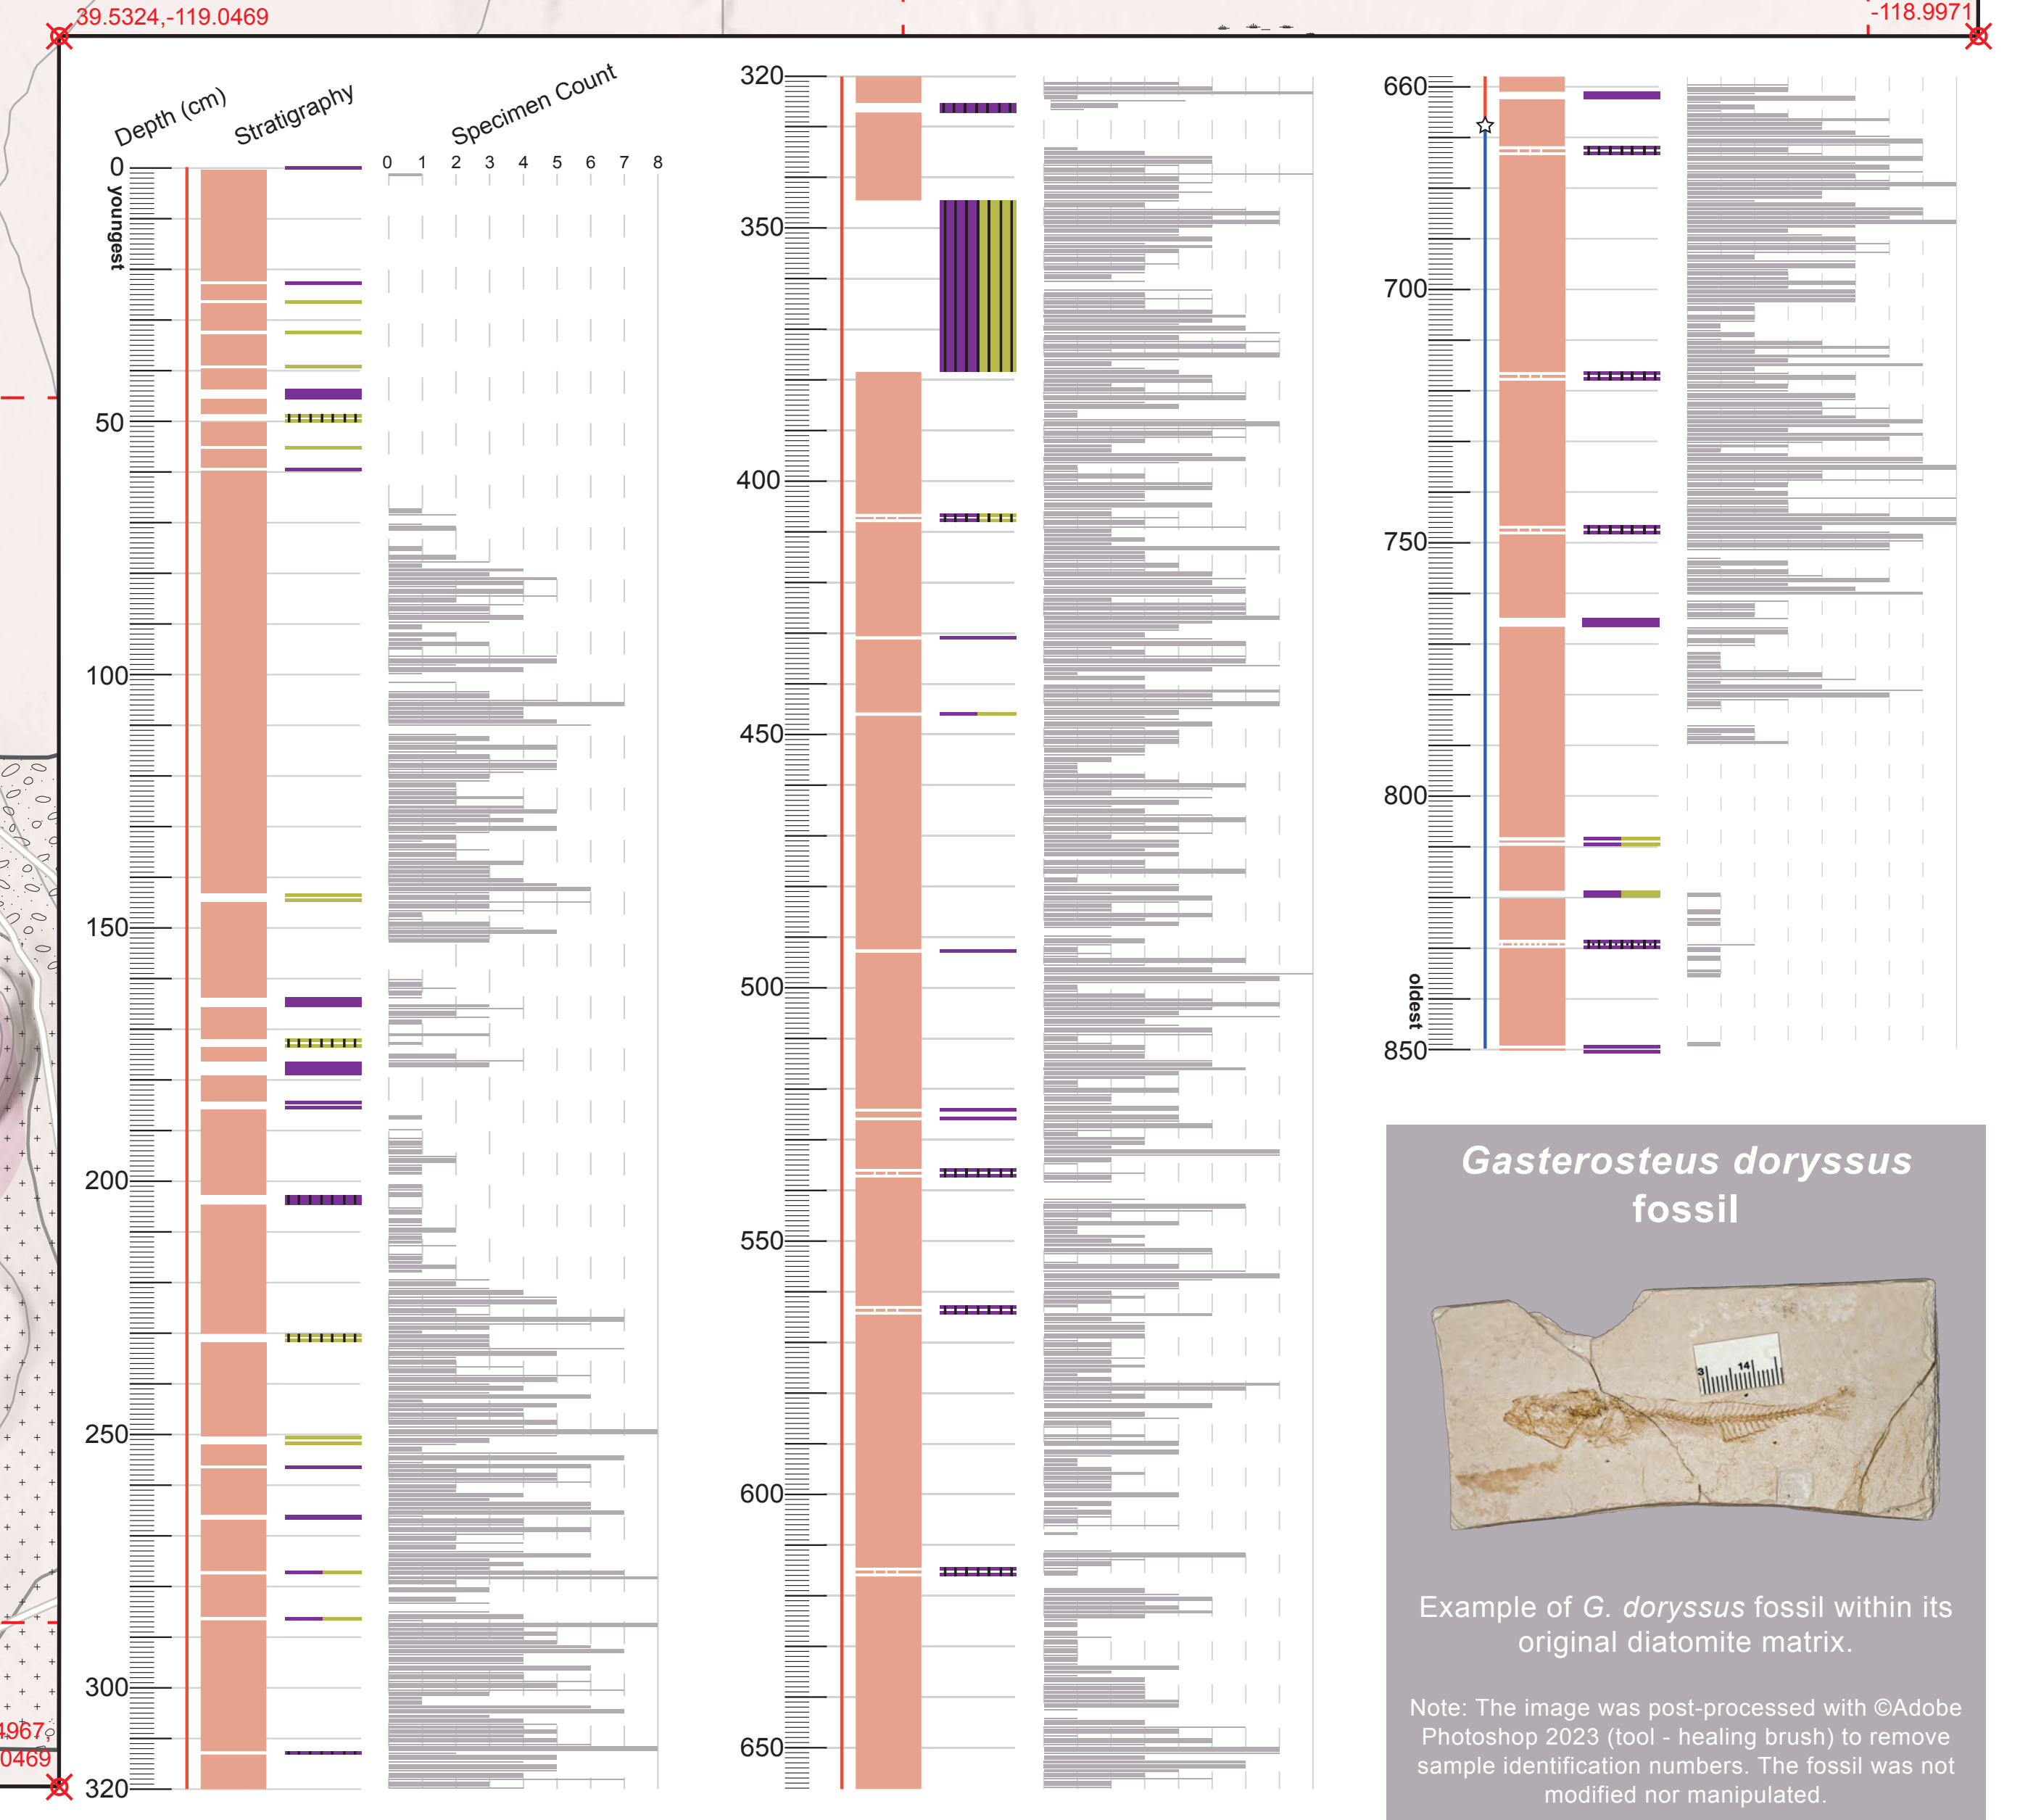 39.5324,-119.0469
-118.9971
Depth (cm)
Stratigraphy
Specimen Count
0 1 2 3 4 5 6 7 8
0
youngest
50
100
150
200
250
300
320
320
350
400
450
500
550
600
650
660
700
750
800
oldest
850
4967,
0469
Gasterosteus doryssus
fossil
3 14
Example of G. doryssus fossil within its
original diatomite matrix.
Note: The image was post-processed with ©Adobe
Photoshop 2023 (tool - healing brush) to remove
sample identification numbers. The fossil was not
modified nor manipulated.